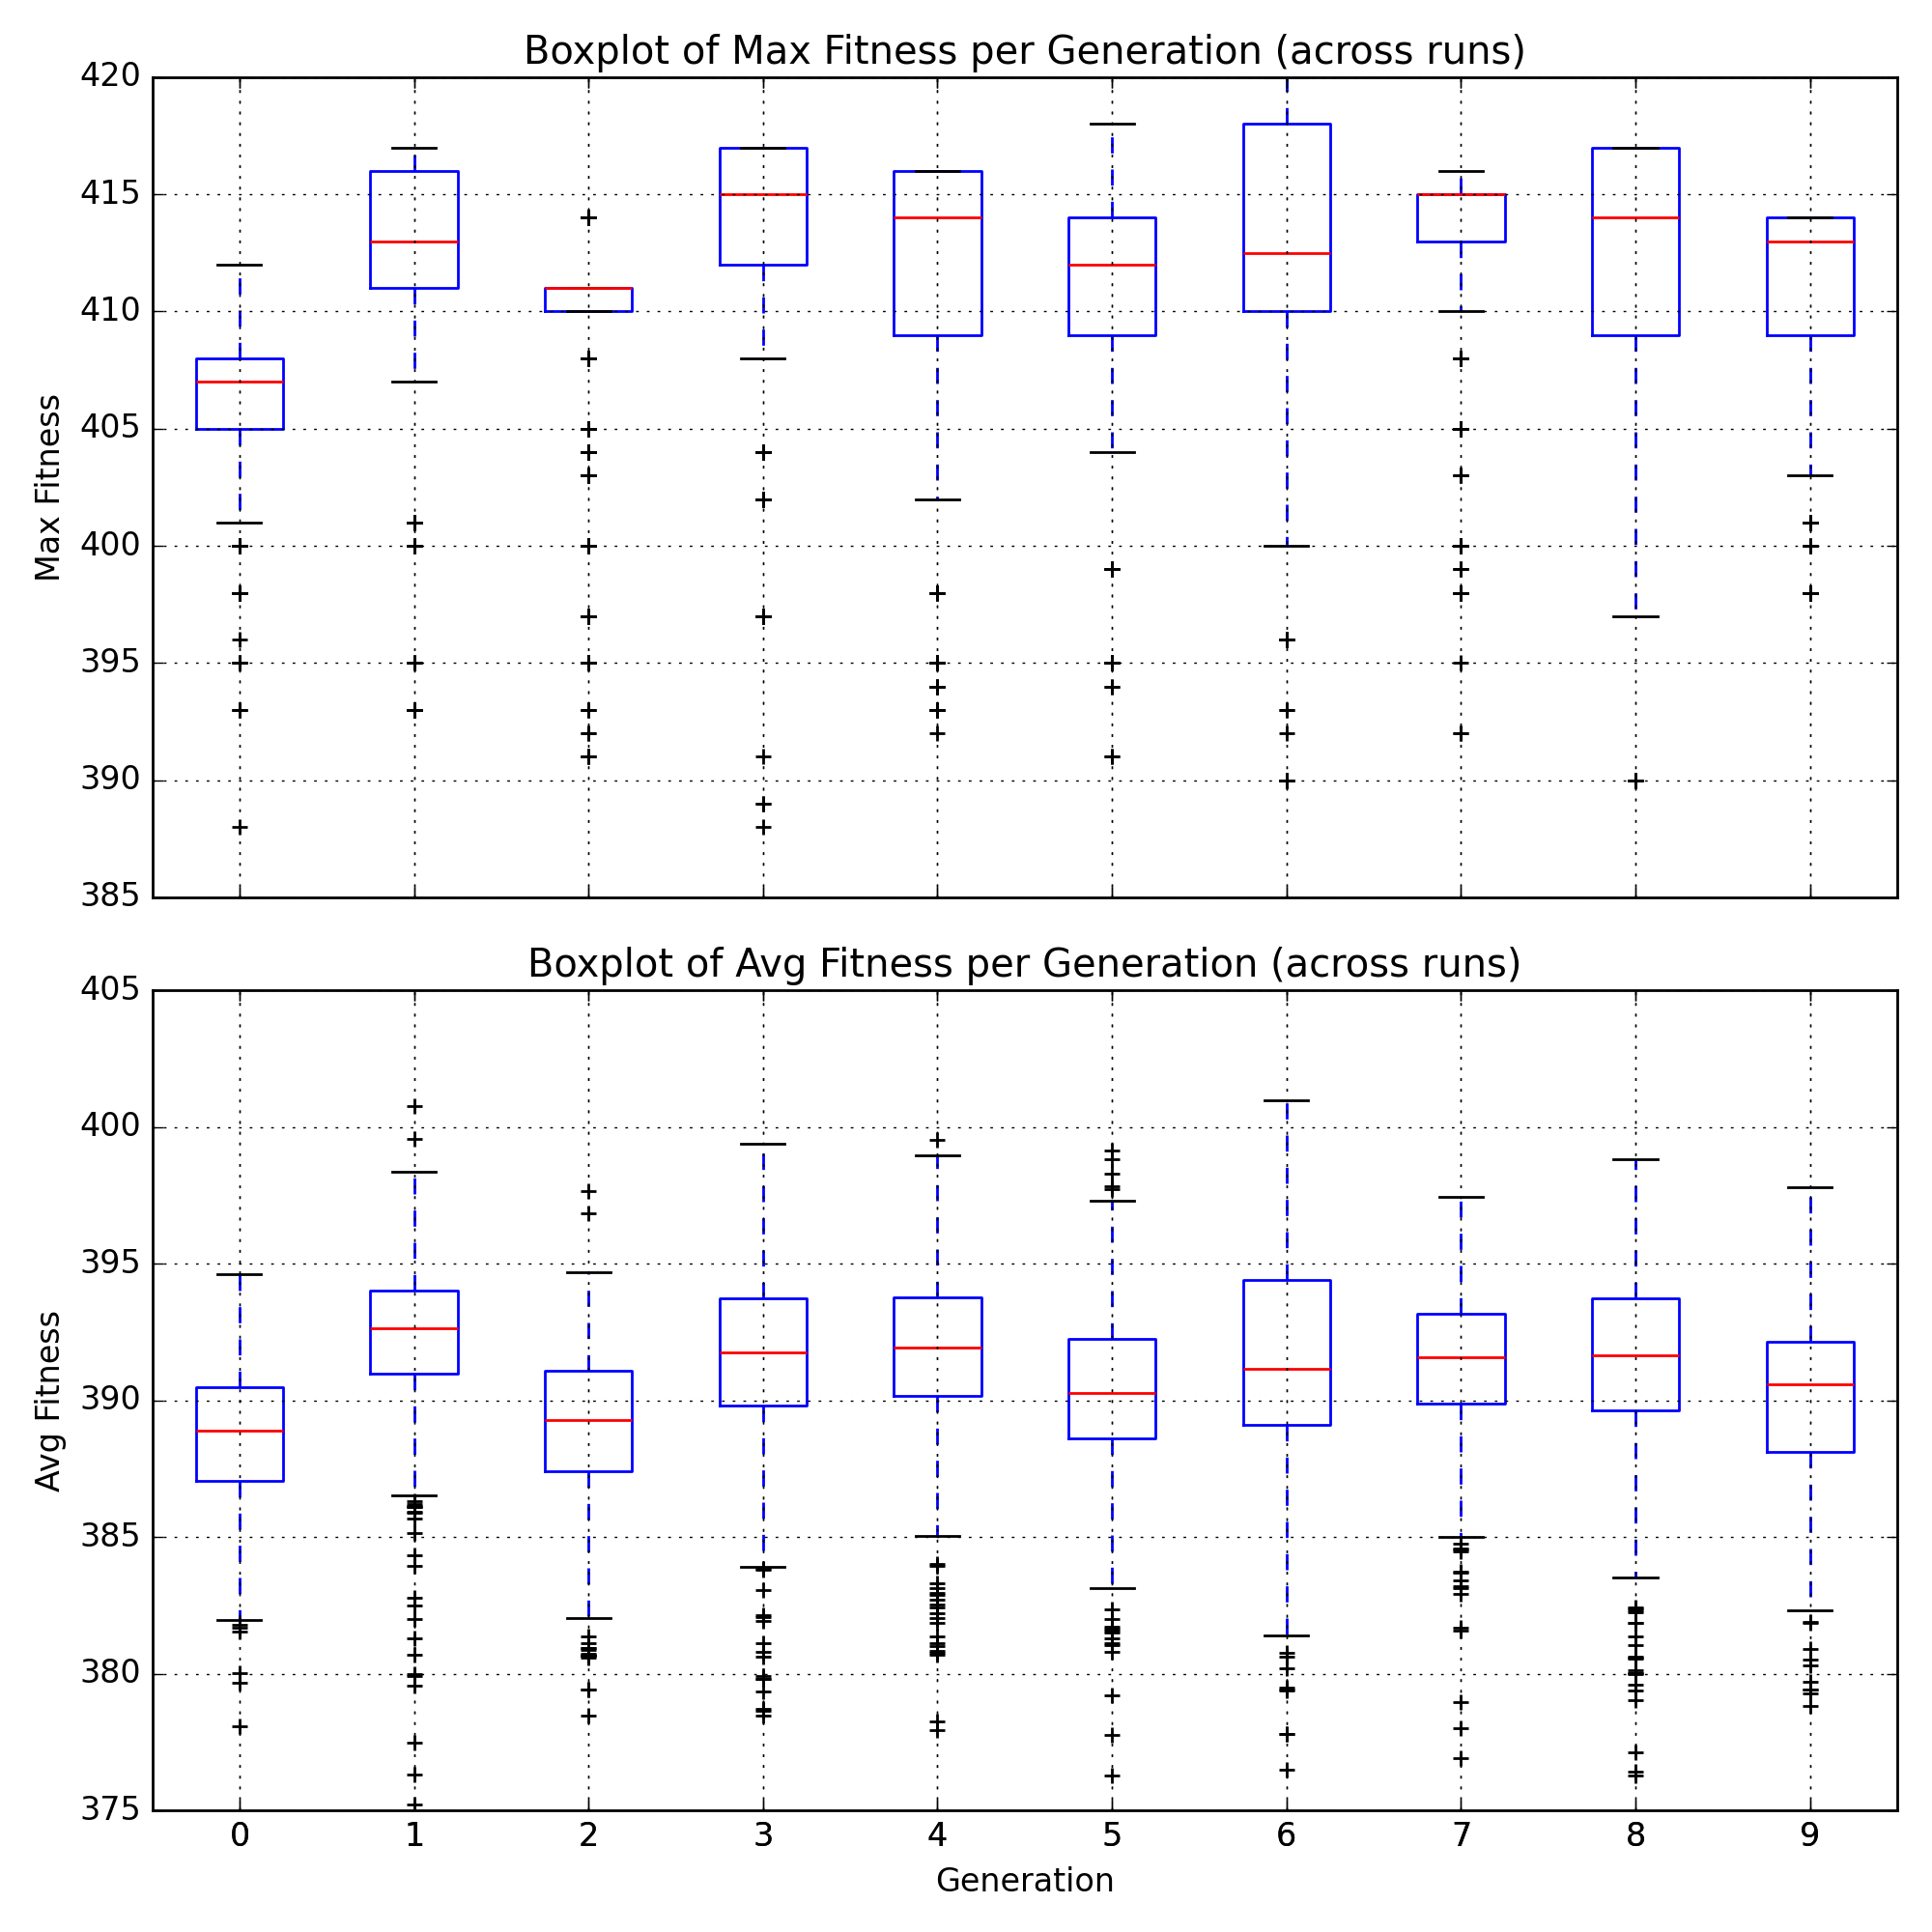 Boxplot of Max Fitness per Generation (across runs)
420
415
410
405
400
395
390
385
Max Fitness
Boxplot of Avg Fitness per Generation (across runs)
405
400
395
390
385
380
375
Avg Fitness
0 1 2 3 4 5 6 7 8 9
Generation